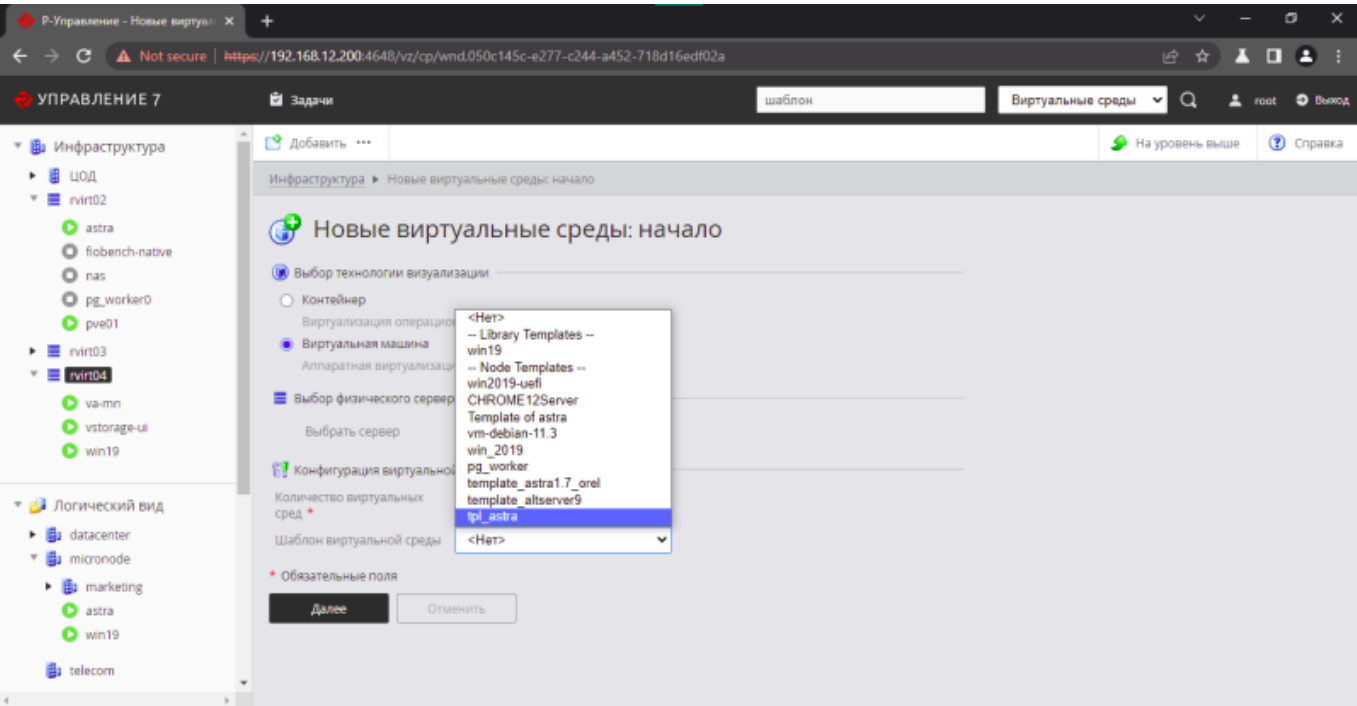 Р-Управление - Новые виртуал
Not secure https://192.168.12.200:4648/vz/cp/wnd.050c145c-e277-c244-a452-718d16edf02a
УПРАВЛЕНИЕ 7
Задачи
шаблон
Виртуальные среды
root
Выход
Инфраструктура
ЦОД
rvirt02
astra
fiobench-native
nas
pg_worker0
pve01
rvirt03
rvirt04
va-mn
vstorage-ui
win19
Логический вид
datacenter
micronode
marketing
astra
win19
telecom
Добавить •••
На уровень выше
Справка
Инфраструктура ▶ Новые виртуальные среды: начало
Новые виртуальные среды: начало
Выбор технологии визуализации
Контейнер
Виртуализация операцио
Виртуальная машина
Аппаратная виртуализаци
Выбор физического сервер
Выбрать сервер
Конфигурация виртуальной
Количество виртуальных
сред *
Шаблон виртуальной среды
<Нет>
-- Library Templates --
win19
-- Node Templates --
win2019-uefi
CHROME12Server
Template of astra
vm-debian-11.3
win_2019
pg_worker
template_astra1.7_orel
template_altserver9
tpl_astra
<Нет>
* Обязательные поля
Далее
Отменить